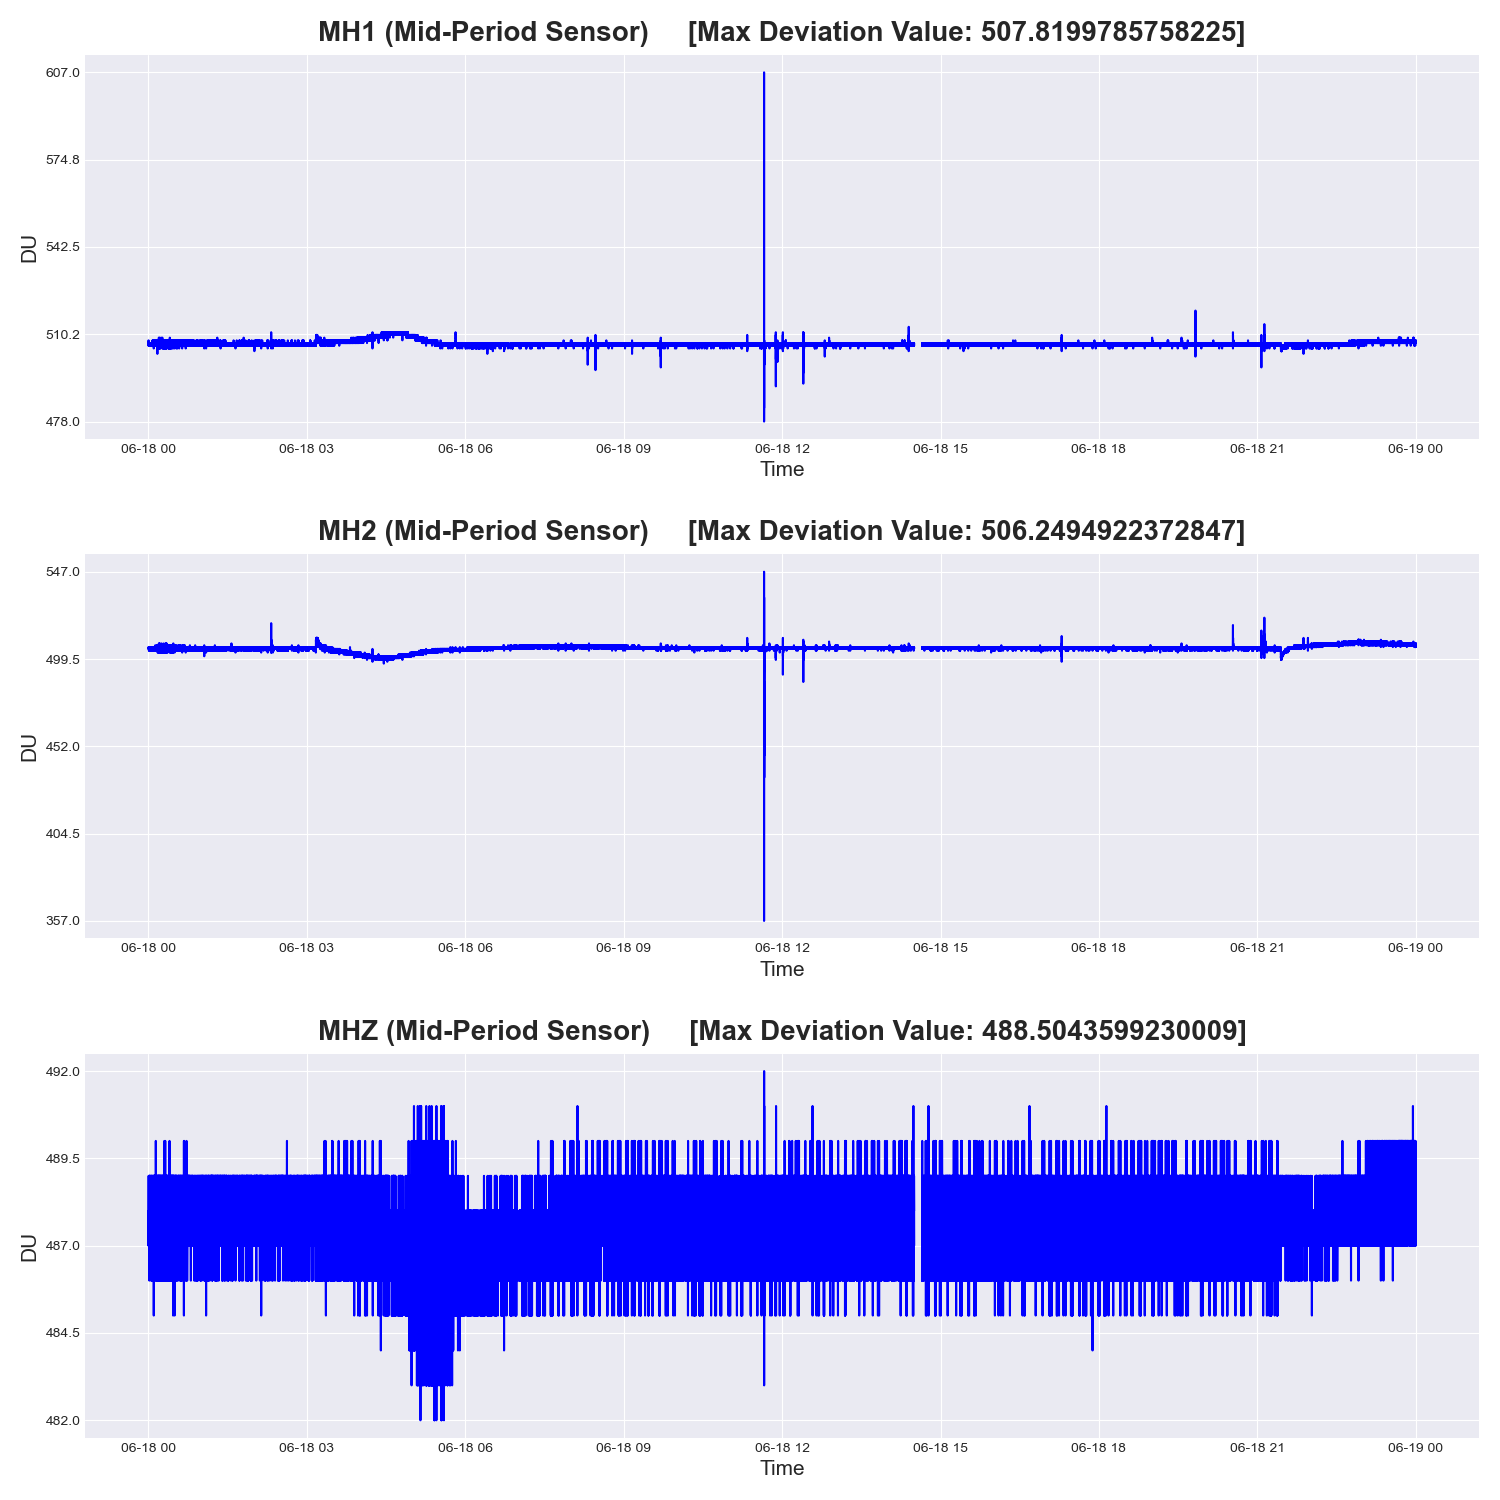 MH1 (Mid-Period Sensor) [Max Deviation Value: 507.8199785758225]
607.0
574.8
542.5
510.2
478.0
DU
06-18 00 06-18 03 06-18 06 06-18 09 06-18 12 06-18 15 06-18 18 06-18 21 06-19 00
Time
MH2 (Mid-Period Sensor) [Max Deviation Value: 506.2494922372847]
547.0
499.5
452.0
404.5
357.0
DU
06-18 00 06-18 03 06-18 06 06-18 09 06-18 12 06-18 15 06-18 18 06-18 21 06-19 00
Time
MHZ (Mid-Period Sensor) [Max Deviation Value: 488.5043599230009]
492.0
489.5
487.0
484.5
482.0
DU
06-18 00 06-18 03 06-18 06 06-18 09 06-18 12 06-18 15 06-18 18 06-18 21 06-19 00
Time